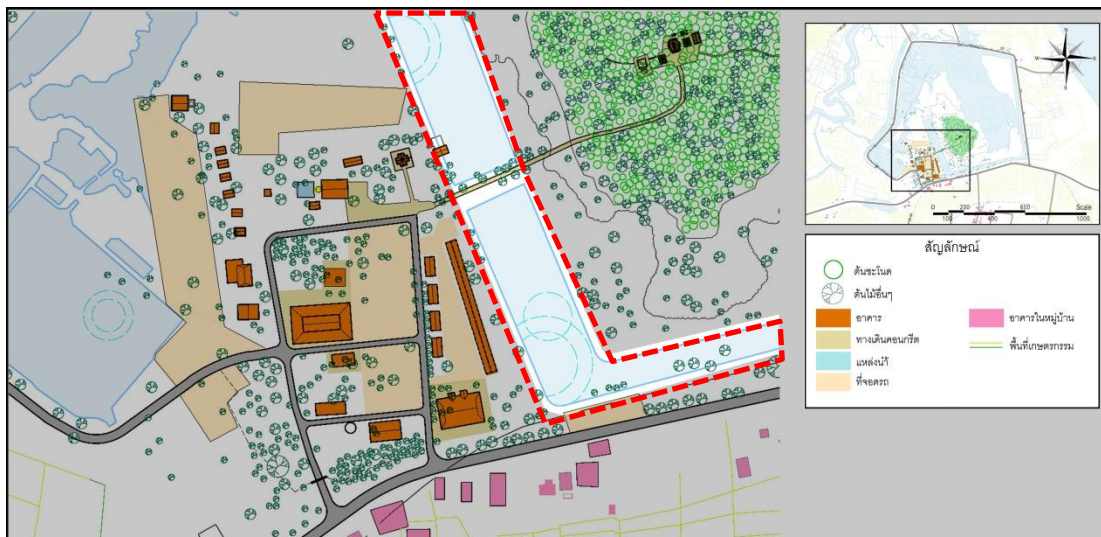 N
W
E
S
0
200
600
Scale
100
400
1000
สัญลักษณ์
ต้นชะโนด
ต้นไม้อื่นๆ
อาคาร
อาคารในหมู่บ้าน
ทางเดินคอนกรีต
พื้นที่เกษตรกรรม
แหล่งน้ำ
ที่จอดรถ